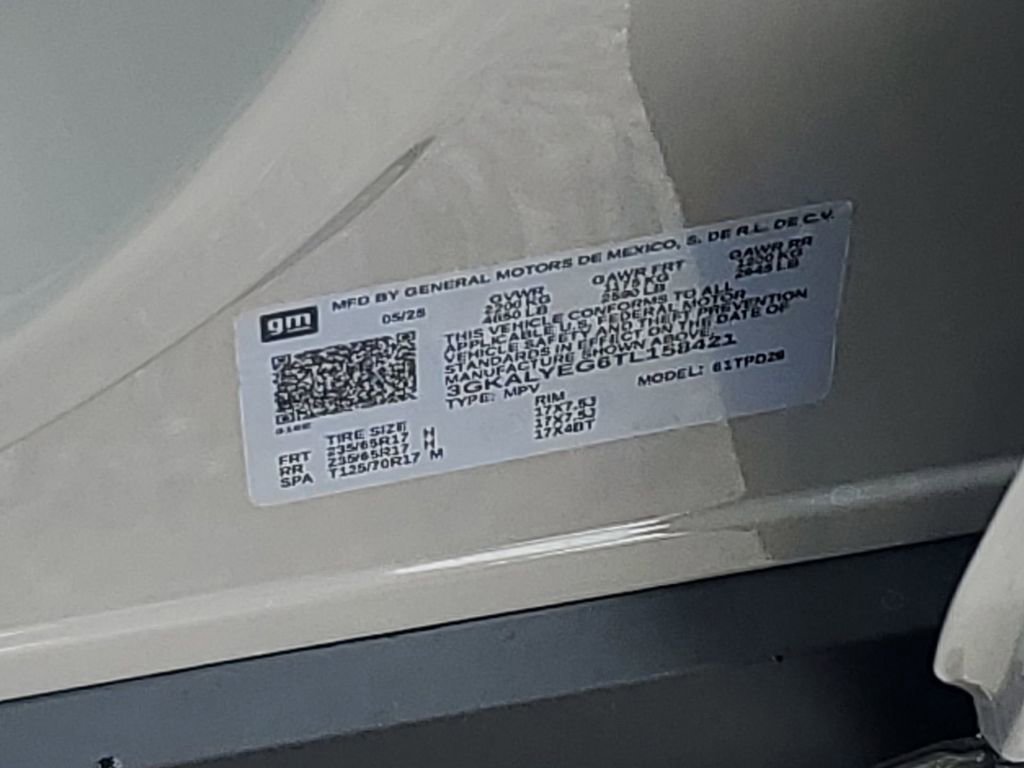 gm
MFD BY GENERAL MOTORS DE MEXICO, S. DE R.L. DE C.V.
05/25
GVWR GAWR FRT GAWR RR
2100 KG 1175 KG 1200 KG
4650 LB 2590 LB 2645 LB
THIS VEHICLE CONFORMS TO ALL
APPLICABLE U.S. FEDERAL MOTOR
VEHICLE SAFETY AND THEFT PREVENTION
STANDARDS IN EFFECT ON THE DATE OF
MANUFACTURE SHOWN ABOVE.
3GKALYEG6TL158421
TYPE: MPV MODEL:
TIRE SIZE RIM
FRT 235/65R17 H 17X7.5J
RR 235/65R17 H 17X7.5J
SPA T125/70R17 M 17X4BT